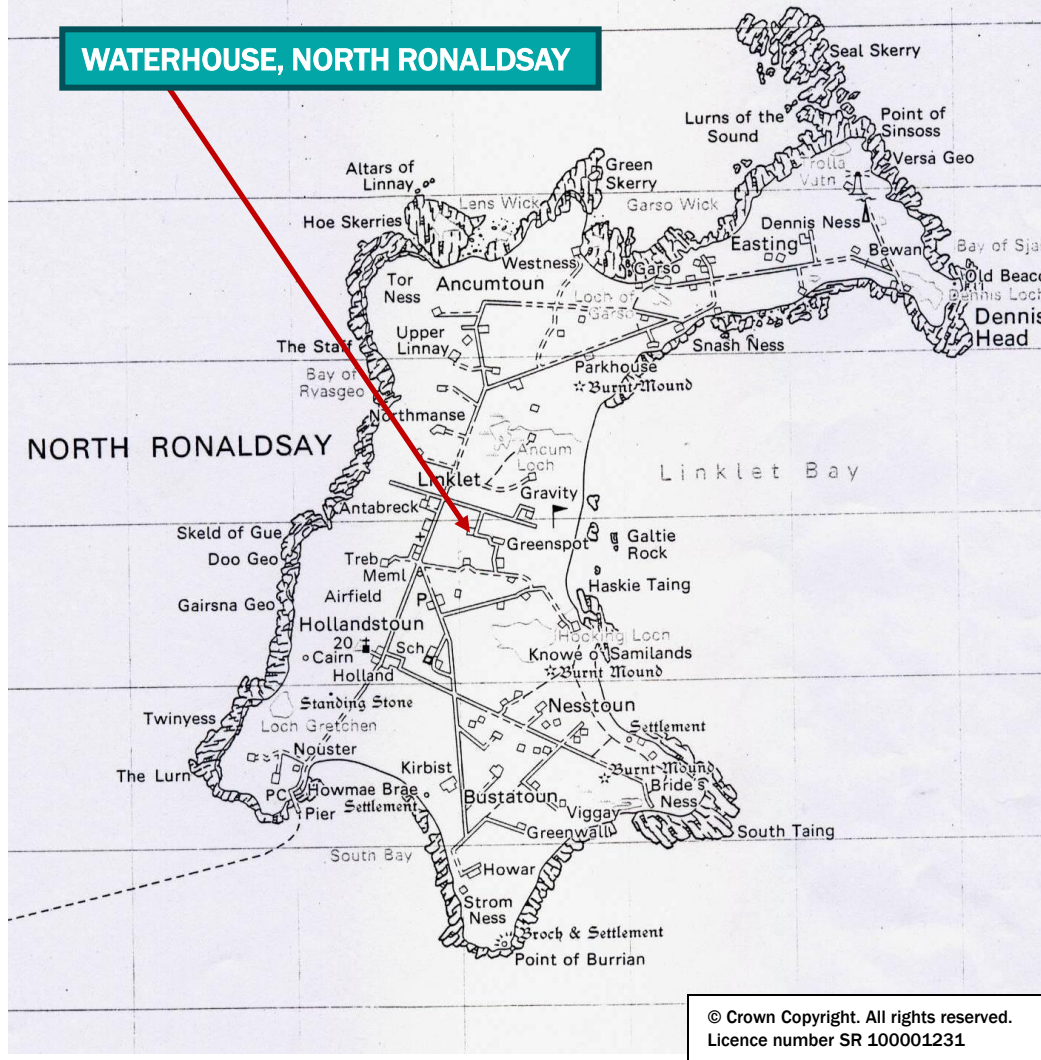 WATERHOUSE, NORTH RONALDSAY
Seal Skerry
Lurns of the
Sound
Point of
Sinsoss
Versa Geo
Trolla
Vatn
Altars of
Linnay
Green
Skerry
Lens Wick
Garso Wick
Hoe Skerries
Dennis Ness
Easting
Bewan
Bay of Sja
Westness
Garso
Old Beaco
Dennis Loch
Tor
Ness
Ancumtoun
Loch of
Garso
Dennis
Head
Upper
Linnay
The Staff
Snash Ness
Parkhouse
Burnt Mound
Bay of
Ryasgeo
Northmanse
NORTH RONALDSAY
Ancum
Loch
Linklet Bay
Linklet
Gravity
Antabreck
Skeld of Gue
Greenspot
Galtie
Rock
Doo Geo
Treb
Meml
Haskie Taing
Airfield
Gairsna Geo
P
Hollandstoun
Hooking Loch
20
Sch
Cairn
Knowe o' Samilands
Holland
Burnt Mound
Standing Stone
Nesstoun
Twinyess
Loch Gretchen
Settlement
Nouster
Kirbist
Burnt Mound
The Lurn
PC
Howmae Brae
Bride's
Ness
Settlement
Bustatoun
Pier
Viggay
Greenwall
South Taing
South Bay
Howar
Strom
Ness
Broch & Settlement
Point of Burrian
© Crown Copyright. All rights reserved.
Licence number SR 100001231